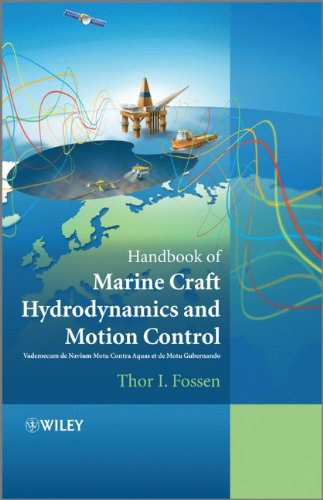 Handbook of
Marine Craft
Hydrodynamics and
Motion Control
Vademecum de Navium Motu Contra Aquas et de Motu Gubernando
Thor I. Fossen
WILEY